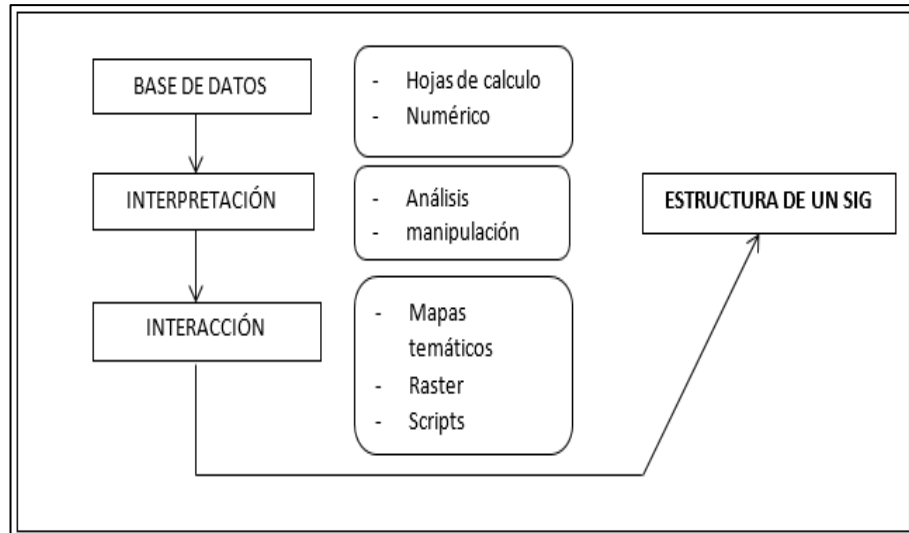 BASE DE DATOS
- Hojas de calculo
- Numérico
INTERPRETACIÓN
- Análisis
- manipulación
ESTRUCTURA DE UN SIG
INTERACCIÓN
- Mapas
temáticos
- Raster
- Scripts